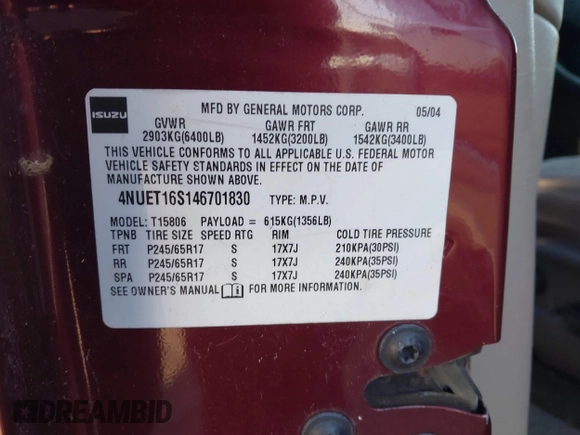 ISUZU
MFD BY GENERAL MOTORS CORP. 05/04
GVWR GAWR FRT GAWR RR
2903KG(6400LB) 1452KG(3200LB) 1542KG(3400LB)
THIS VEHICLE CONFORMS TO ALL APPLICABLE U.S. FEDERAL MOTOR
VEHICLE SAFETY STANDARDS IN EFFECT ON THE DATE OF
MANUFACTURE SHOWN ABOVE.
4NUET16S146701830 TYPE: M.P.V.
MODEL: T15806 PAYLOAD = 615KG(1356LB)
TPNB TIRE SIZE SPEED RTG RIM COLD TIRE PRESSURE
FRT P245/65R17 S 17X7J 210KPA(30PSI)
RR P245/65R17 S 17X7J 240KPA(35PSI)
SPA P245/65R17 S 17X7J 240KPA(35PSI)
SEE OWNER'S MANUAL FOR MORE INFORMATION.
DREAMBID